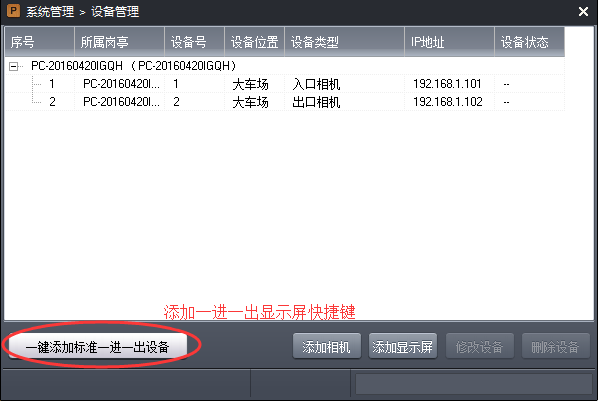 P 系统管理 > 设备管理
序号 所属岗亭 设备号 设备位置 设备类型 IP地址 设备状态
PC-20160420IGQH（PC-20160420IGQH）
1 PC-20160420I... 1 大车场 入口相机 192.168.1.101 --
2 PC-20160420I... 2 大车场 出口相机 192.168.1.102 --
添加一进一出显示屏快捷键
一键添加标准一进一出设备 添加相机 添加显示屏 修改设备 删除设备